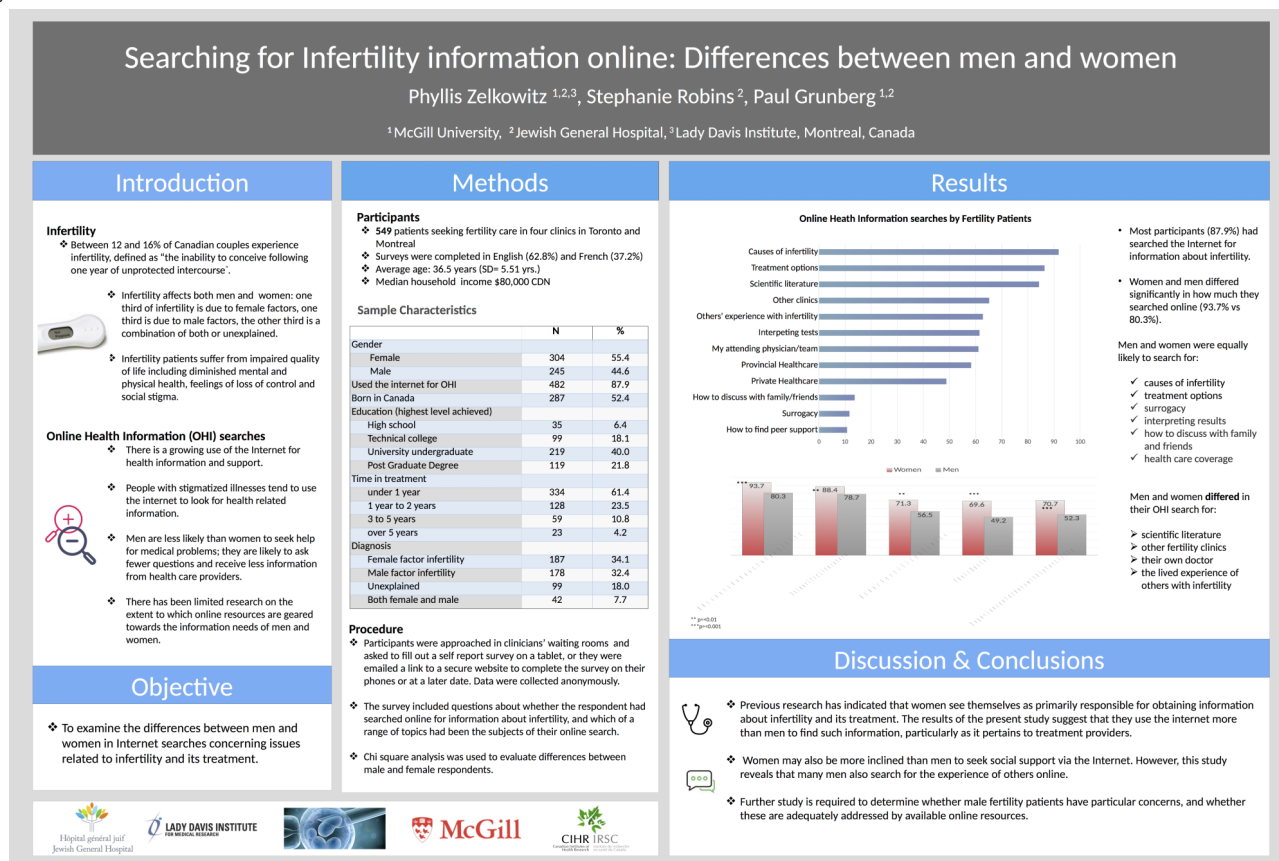 Searching for Infertility information online: Differences between men and women
Phyllis Zelkowitz 1,2,3, Stephanie Robins 2, Paul Grunberg 1,2
1 McGill University, 2 Jewish General Hospital, 3 Lady Davis Institute, Montreal, Canada
Introduction
Infertility
❖ Between 12 and 16% of Canadian couples experience
infertility, defined as "the inability to conceive following
one year of unprotected intercourse´.
❖ Infertility affects both men and women: one
third of infertility is due to female factors, one
third is due to male factors, the other third is a
combination of both or unexplained.
❖ Infertility patients suffer from impaired quality
of life including diminished mental and
physical health, feelings of loss of control and
social stigma.
Online Health Information (OHI) searches
❖ There is a growing use of the Internet for
health information and support.
❖ People with stigmatized illnesses tend to use
the internet to look for health related
information.
❖ Men are less likely than women to seek help
for medical problems; they are likely to ask
fewer questions and receive less information
from health care providers.
❖ There has been limited research on the
extent to which online resources are geared
towards the information needs of men and
women.
Objective
❖ To examine the differences between men and
women in Internet searches concerning issues
related to infertility and its treatment.
Methods
Participants
❖ 549 patients seeking fertility care in four clinics in Toronto and
Montreal
❖ Surveys were completed in English (62.8%) and French (37.2%)
❖ Average age: 36.5 years (SD= 5.51 yrs.)
❖ Median household income $80,000 CDN
Sample Characteristics
N %
Gender
Female 304 55.4
Male 245 44.6
Used the internet for OHI 482 87.9
Born in Canada 287 52.4
Education (highest level achieved)
High school 35 6.4
Technical college 99 18.1
University undergraduate 219 40.0
Post Graduate Degree 119 21.8
Time in treatment
under 1 year 334 61.4
1 year to 2 years 128 23.5
3 to 5 years 59 10.8
over 5 years 23 4.2
Diagnosis
Female factor infertility 187 34.1
Male factor infertility 178 32.4
Unexplained 99 18.0
Both female and male 42 7.7
Procedure
❖ Participants were approached in clinicians' waiting rooms and
asked to fill out a self report survey on a tablet, or they were
emailed a link to a secure website to complete the survey on their
phones or at a later date. Data were collected anonymously.
❖ The survey included questions about whether the respondent had
searched online for information about infertility, and which of a
range of topics had been the subjects of their online search.
❖ Chi square analysis was used to evaluate differences between
male and female respondents.
Results
Online Heath Information searches by Fertility Patients
Causes of infertility
Treatment options
Scientific literature
Other clinics
Others' experience with infertility
Interpeting tests
My attending physician/team
Provincial Healthcare
Private Healthcare
How to discuss with family/friends
Surrogacy
How to find peer support
0 10 20 30 40 50 60 70 80 90 100
Women Men
*** 93.7 80.3
** 88.4 78.7
** 71.3 56.5
*** 69.6 49.2
70.7 *** 52.3
** p=<0.01
***p=<0.001
• Most participants (87.9%) had
searched the Internet for
information about infertility.
• Women and men differed
significantly in how much they
searched online (93.7% vs
80.3%).
Men and women were equally
likely to search for:
✓ causes of infertility
✓ treatment options
✓ surrogacy
✓ interpreting results
✓ how to discuss with family
and friends
✓ health care coverage
Men and women differed in
their OHI search for:
➢ scientific literature
➢ other fertility clinics
➢ their own doctor
➢ the lived experience of
others with infertility
Discussion & Conclusions
❖ Previous research has indicated that women see themselves as primarily responsible for obtaining information
about infertility and its treatment. The results of the present study suggest that they use the internet more
than men to find such information, particularly as it pertains to treatment providers.
❖ Women may also be more inclined than men to seek social support via the Internet. However, this study
reveals that many men also search for the experience of others online.
❖ Further study is required to determine whether male fertility patients have particular concerns, and whether
these are adequately addressed by available online resources.
Hôpital général juif
Jewish General Hospital
LADY DAVIS INSTITUTE
FOR MEDICAL RESEARCH
McGill
CIHR IRSC